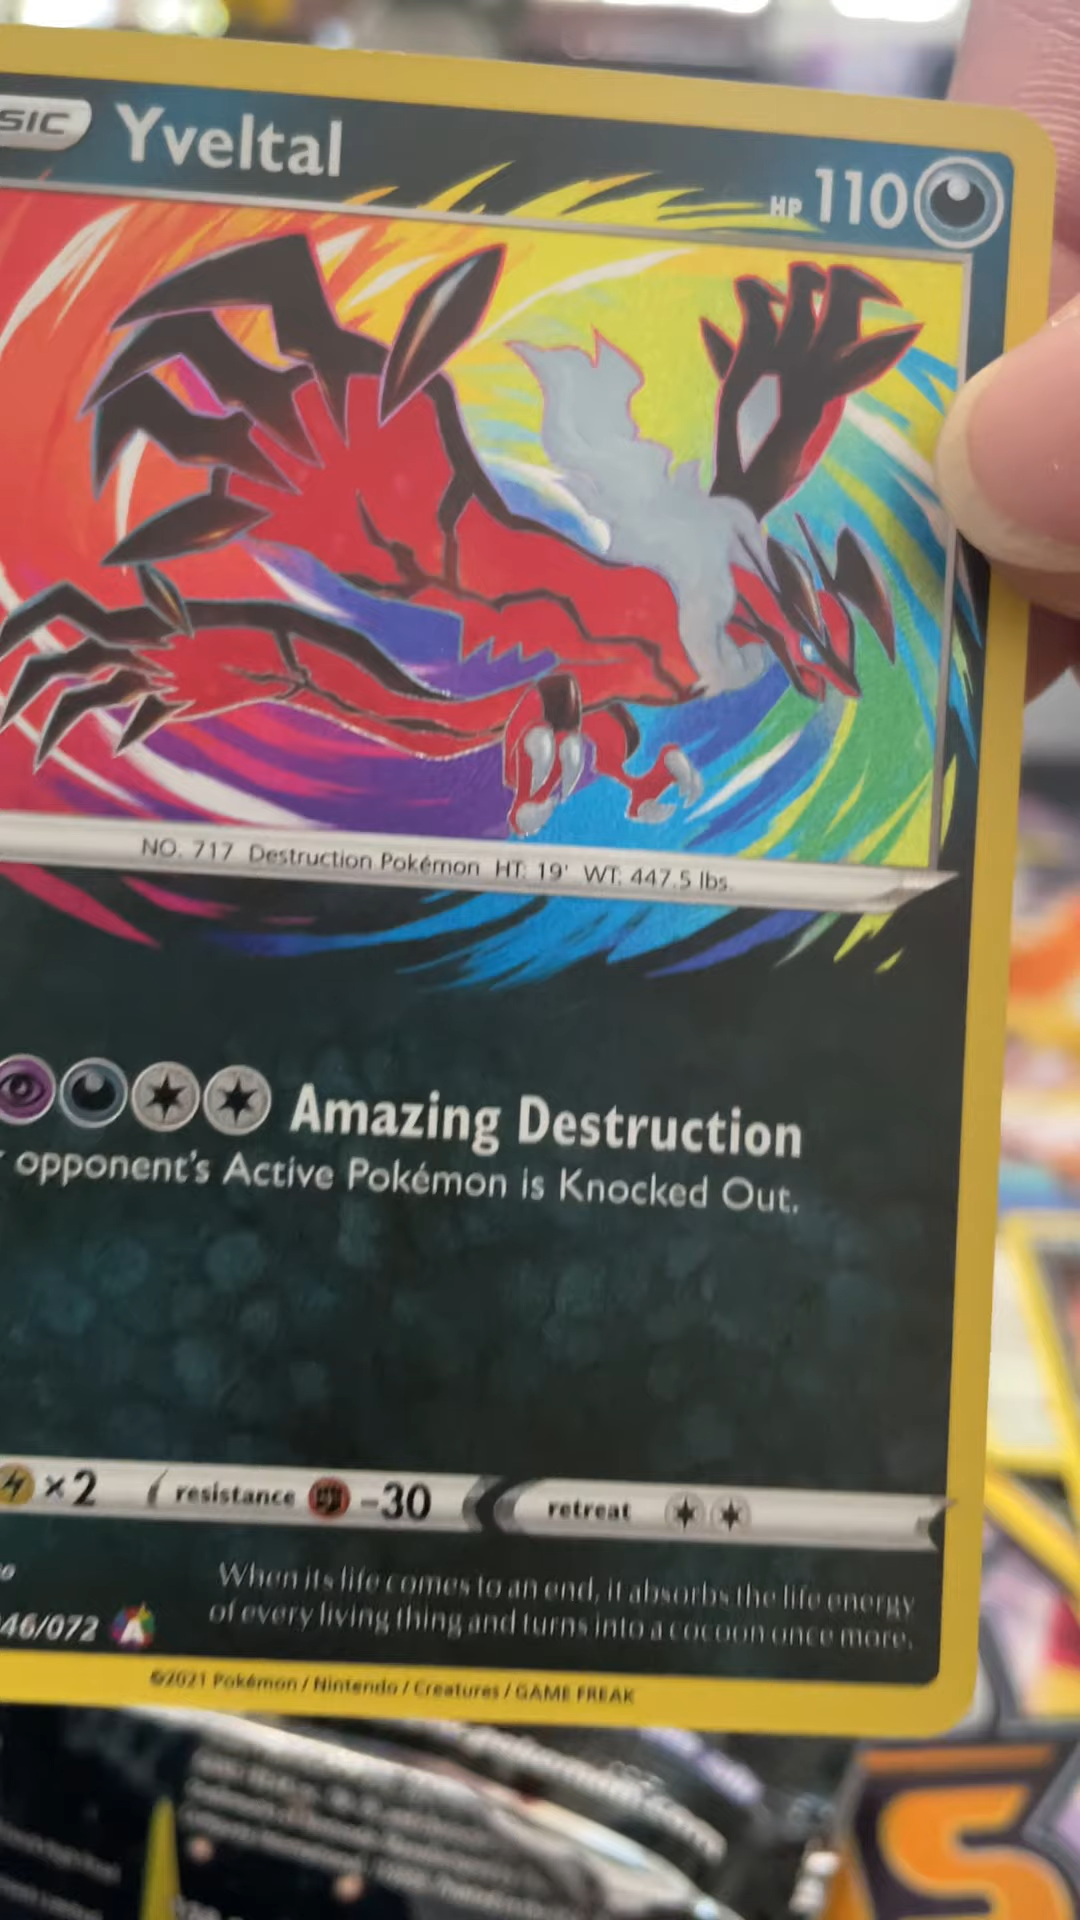 SIC Yveltal
HP 110
NO. 717 Destruction Pokémon HT: 19' WT: 447.5 lbs.
Amazing Destruction
opponent's Active Pokémon is Knocked Out.
×2 resistance -30 retreat
When its life comes to an end, it absorbs the life energy
of every living thing and turns into a cocoon once more.
46/072 A
©2021 Pokémon / Nintendo / Creatures / GAME FREAK
S